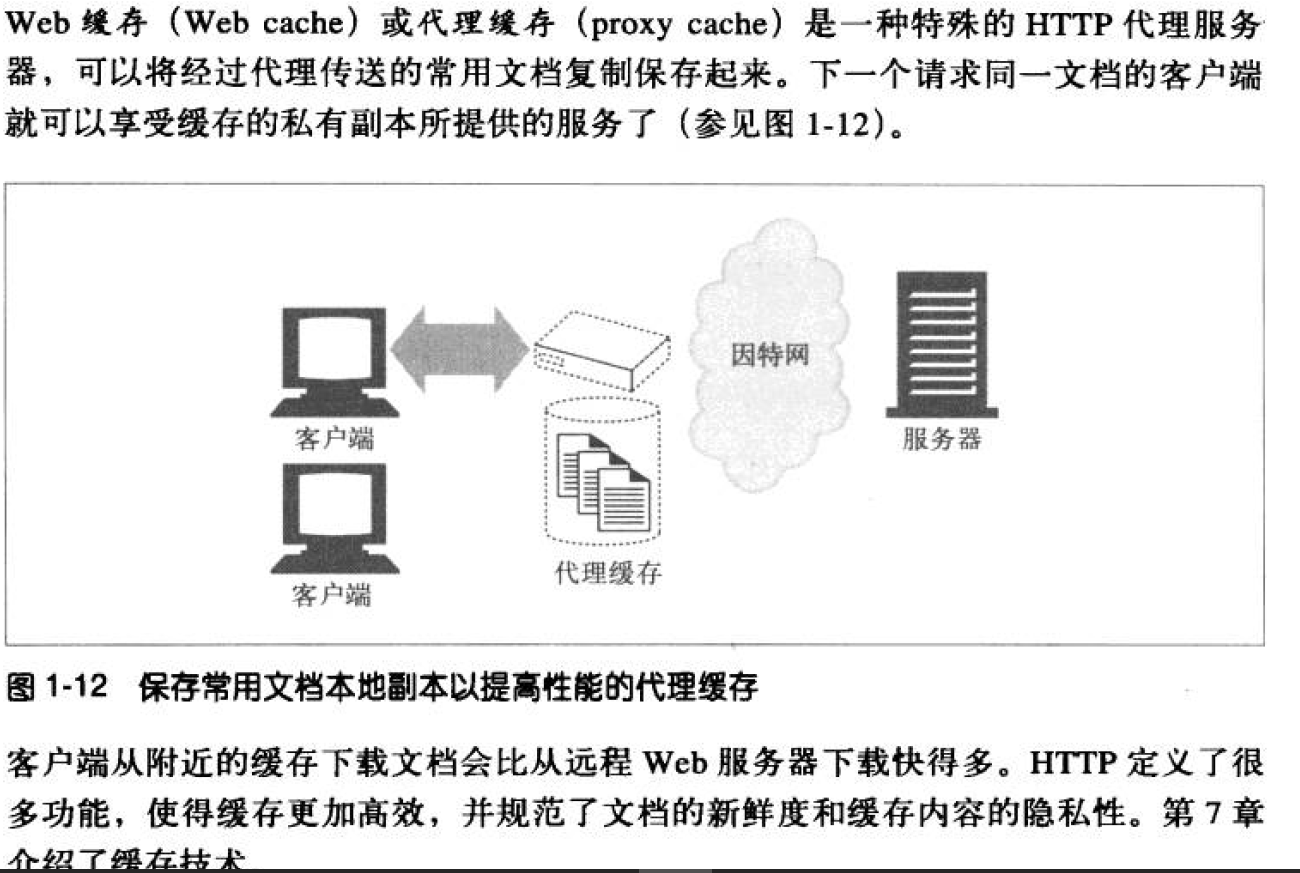 Web 缓存（Web cache）或代理缓存（proxy cache）是一种特殊的 HTTP 代理服务
器，可以将经过代理传送的常用文档复制保存起来。下一个请求同一文档的客户端
就可以享受缓存的私有副本所提供的服务了（参见图 1-12）。
因特网
客户端
服务器
代理缓存
客户端
图 1-12 保存常用文档本地副本以提高性能的代理缓存
客户端从附近的缓存下载文档会比从远程 Web 服务器下载快得多。HTTP 定义了很
多功能，使得缓存更加高效，并规范了文档的新鲜度和缓存内容的隐私性。第 7 章
介绍了缓存技术